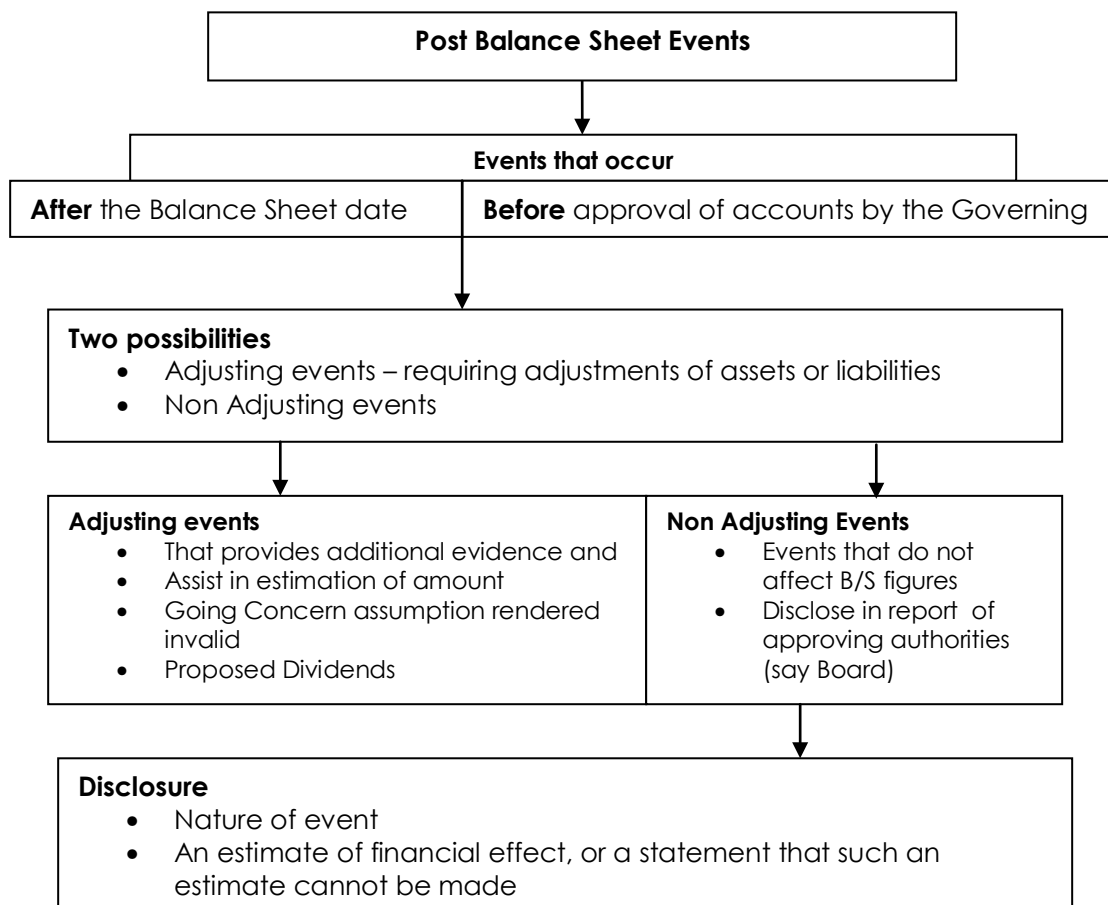 Post Balance Sheet Events
Events that occur
After the Balance Sheet date
Before approval of accounts by the Governing
Two possibilities
• Adjusting events – requiring adjustments of assets or liabilities
• Non Adjusting events
Adjusting events
• That provides additional evidence and
• Assist in estimation of amount
• Going Concern assumption rendered
invalid
• Proposed Dividends
Non Adjusting Events
• Events that do not
affect B/S figures
• Disclose in report of
approving authorities
(say Board)
Disclosure
• Nature of event
• An estimate of financial effect, or a statement that such an
estimate cannot be made